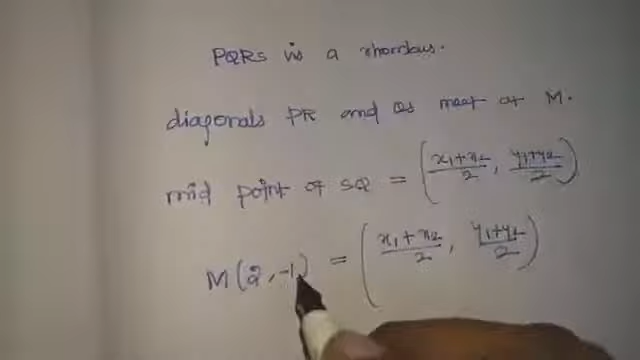 PQRS is a rhombus.
diagonals PR and QS meet at M.
mid point of SQ = (x₁+x₂/2, y₁+y₂/2)
M(2, -1) = (x₁+x₂/2, y₁+y₂/2)